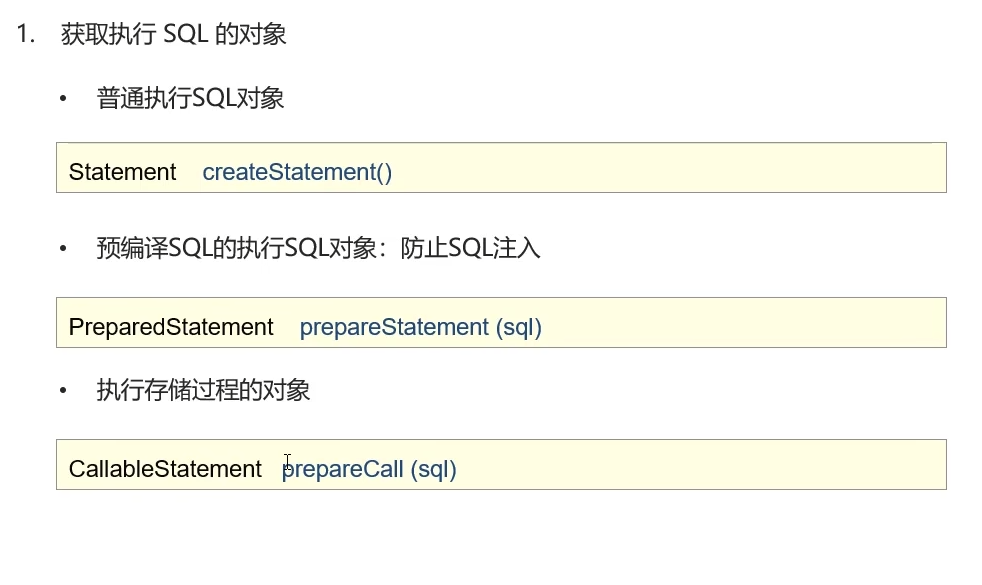 1. 获取执行 SQL 的对象
• 普通执行SQL对象
Statement createStatement()
• 预编译SQL的执行SQL对象：防止SQL注入
PreparedStatement prepareStatement (sql)
• 执行存储过程的对象
CallableStatement prepareCall (sql)